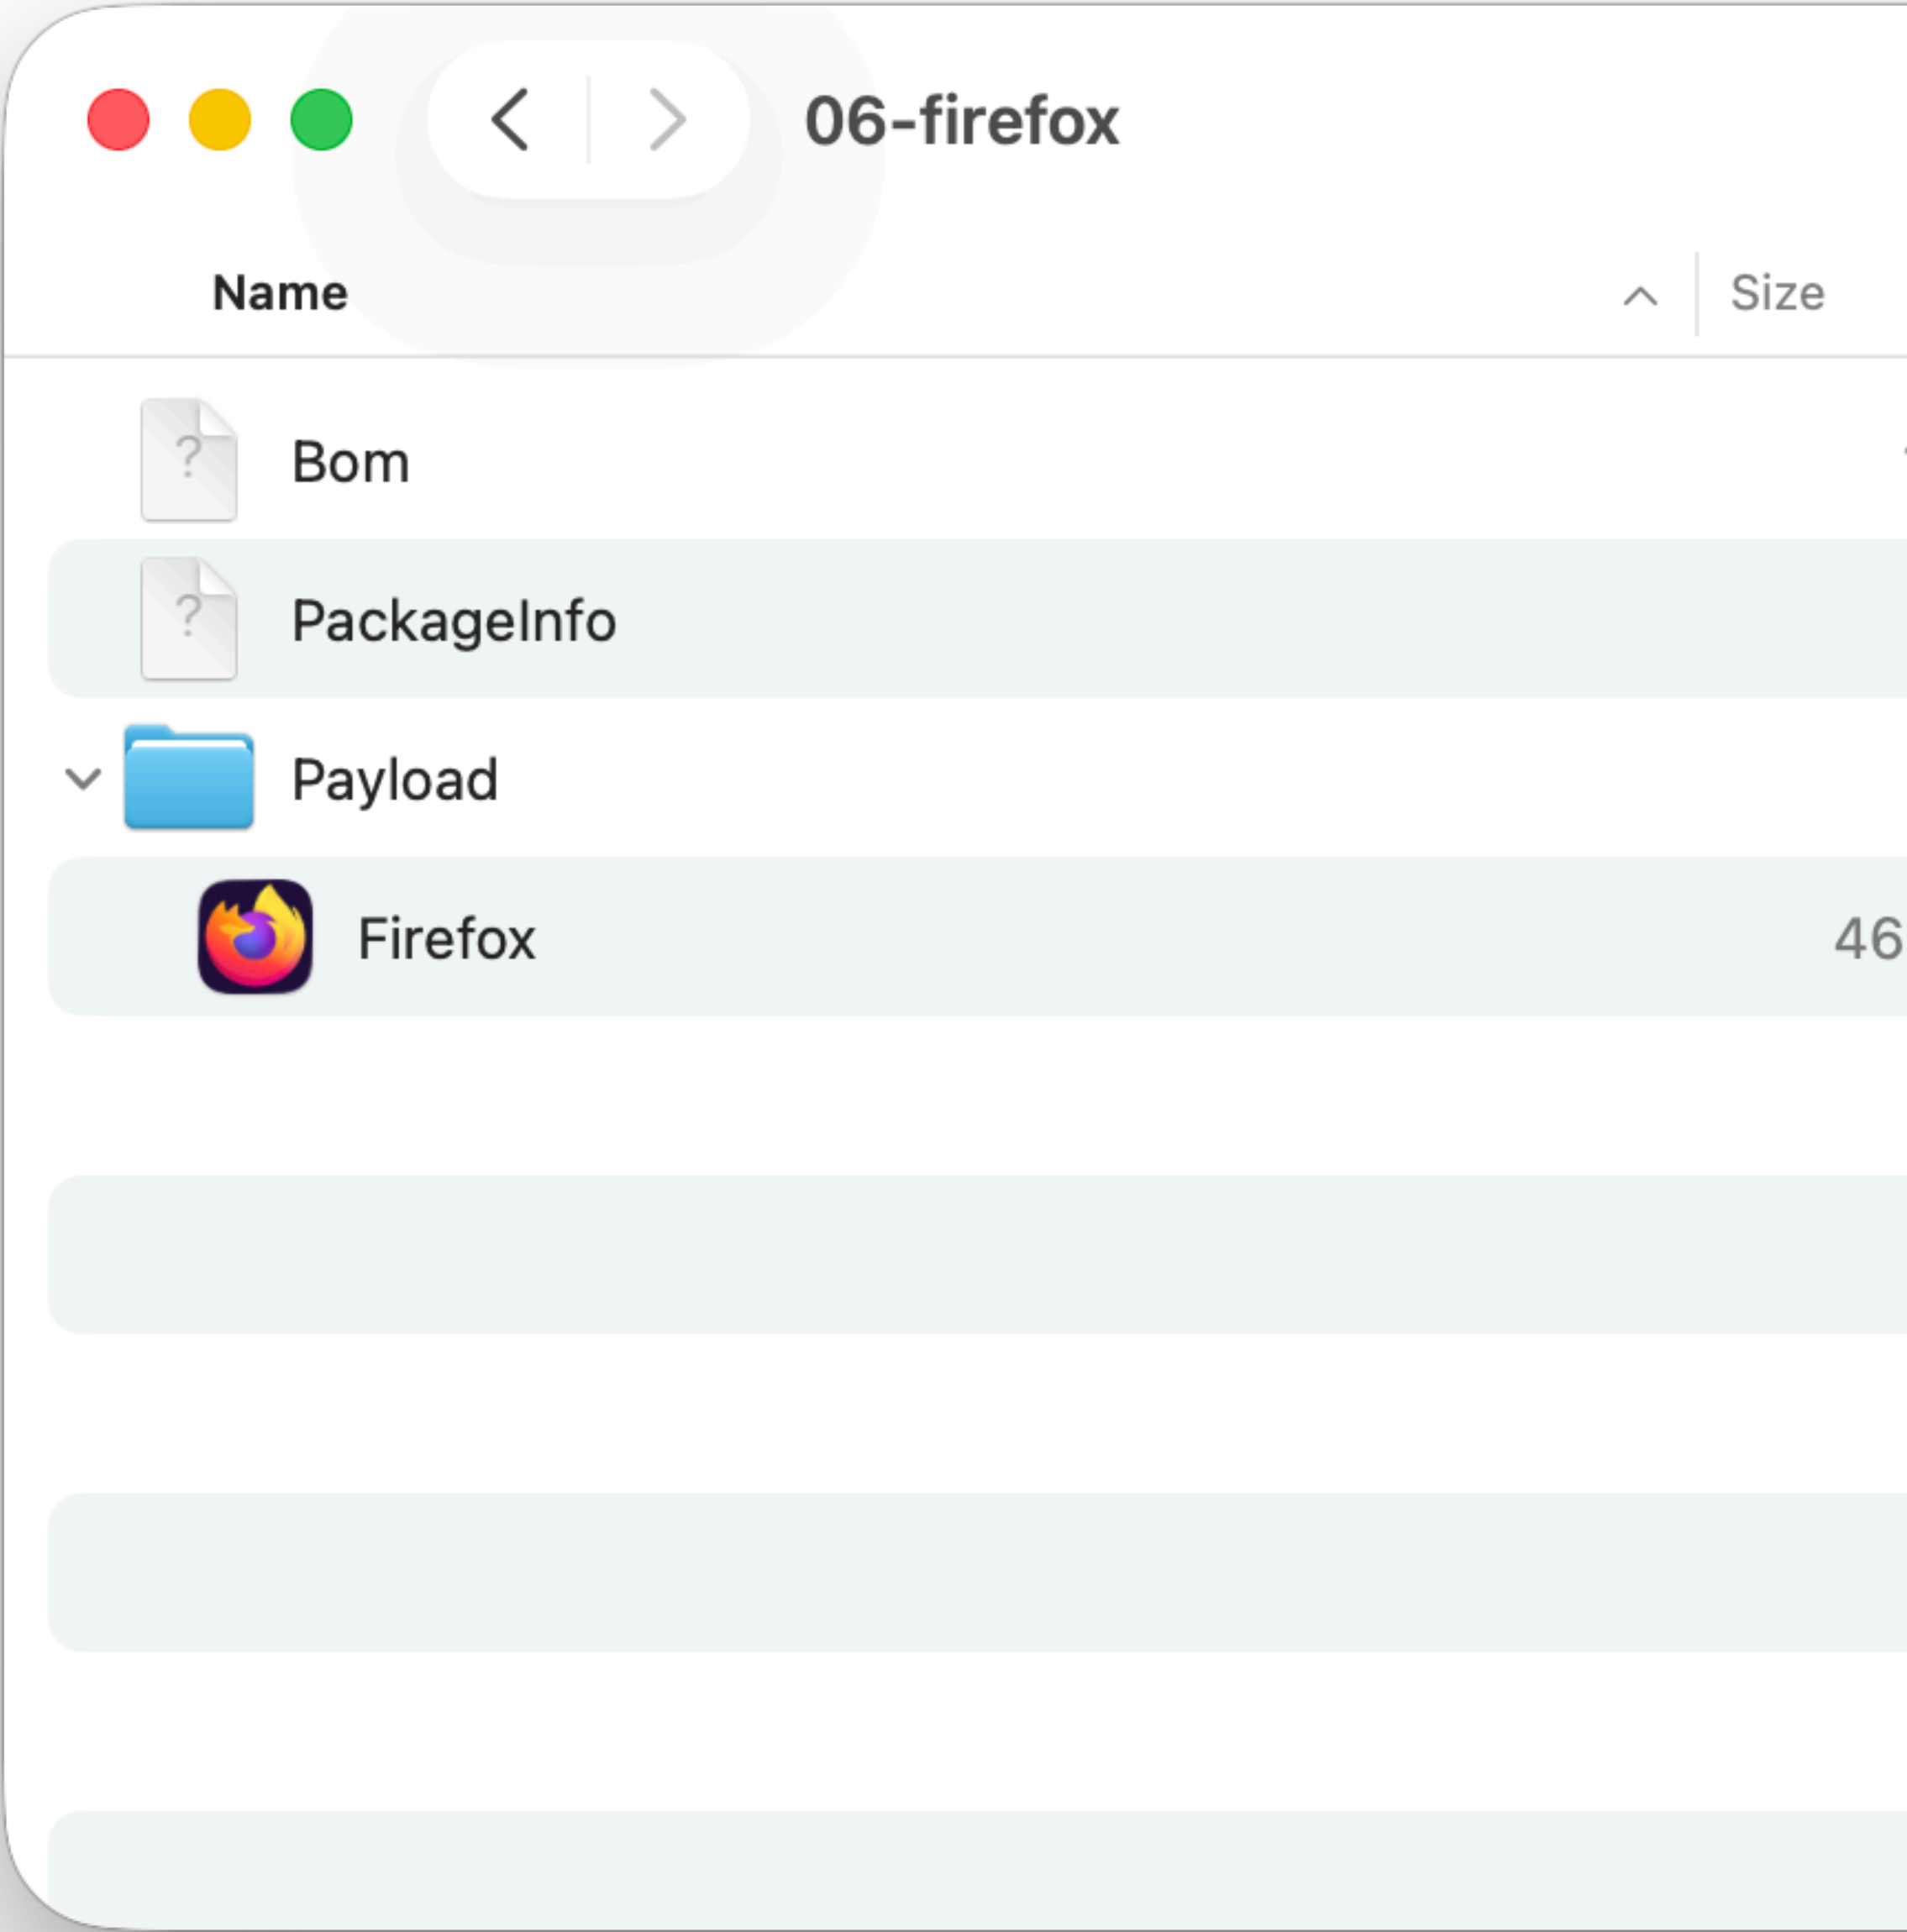 06-firefox
Name Size
? Bom
? PackageInfo
Payload
Firefox 46